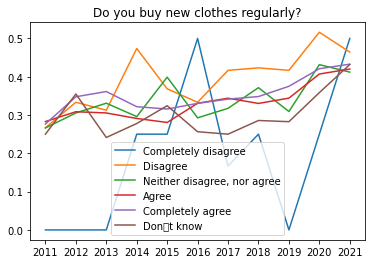 Do you buy new clothes regularly?
0.5
0.4
0.3
0.2
0.1
0.0
Completely disagree
Disagree
Neither disagree, nor agree
Agree
Completely agree
Don▯t know
2011 2012 2013 2014 2015 2016 2017 2018 2019 2020 2021